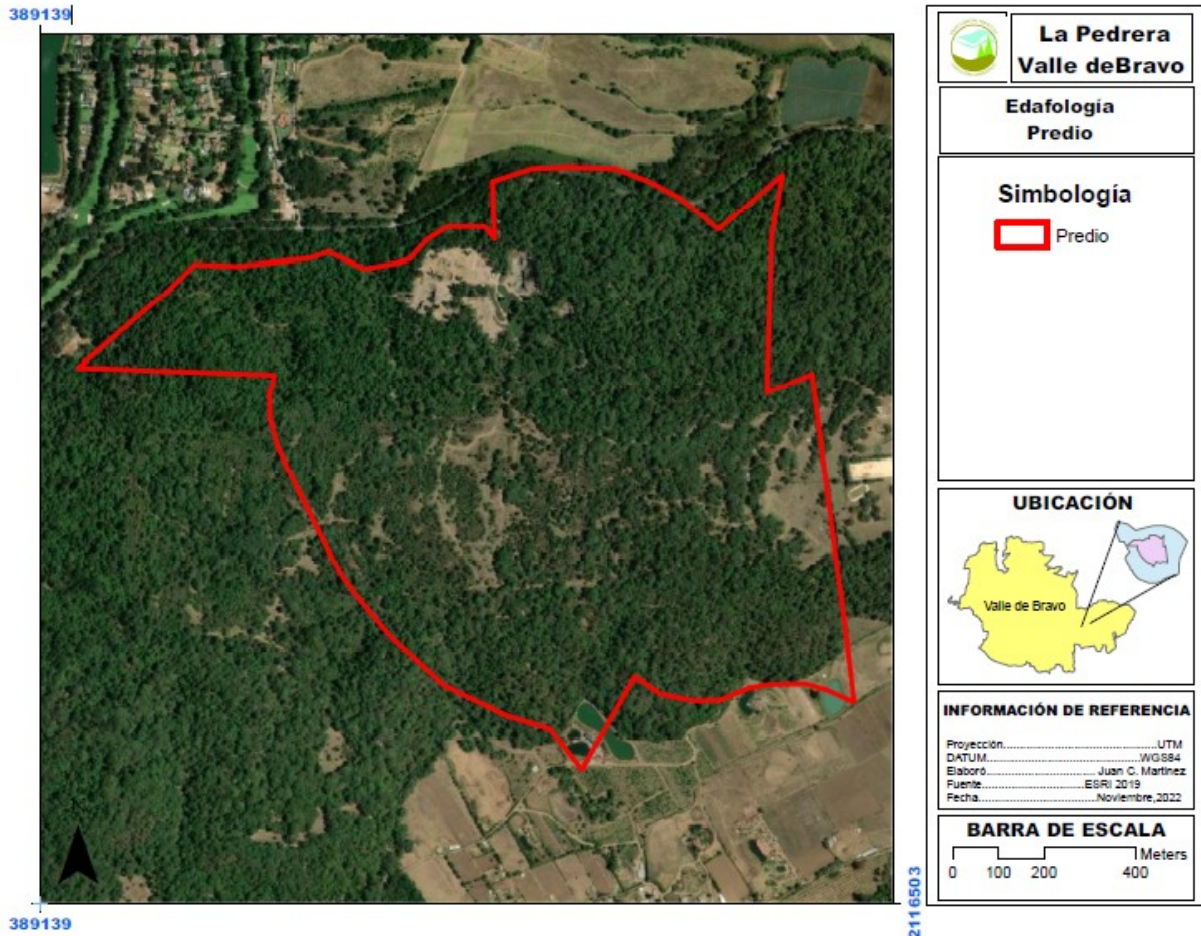 389139
La Pedrera
Valle deBravo
Edafología
Predio
Simbología
Predio
UBICACIÓN
Valle de Bravo
INFORMACIÓN DE REFERENCIA
Proyección..............................UTM
DATUM..............................WGS84
Elaboró.....................Juan C. Martinez
Fuente.........................ESRI 2019
Fecha.......................Noviembre,2022
BARRA DE ESCALA
Meters
0 100 200 400
389139
2116503